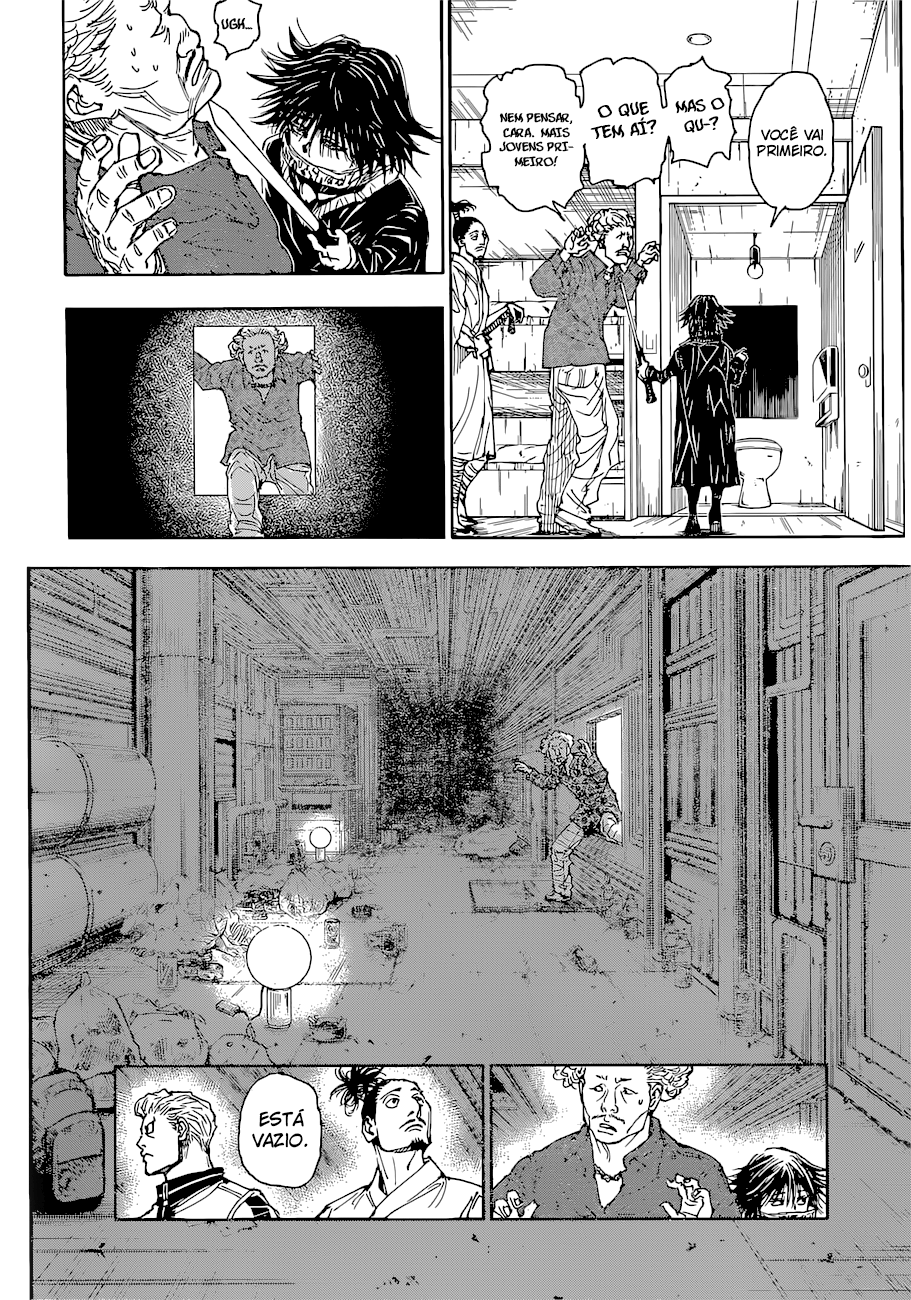 VOCÊ VAI
PRIMEIRO.
MAS O
QU-?
O QUE
TEM AÍ?
NEM PENSAR,
CARA. MAIS
JOVENS PRI-
MEIRO!
UGH...
ESTÁ
VAZIO.